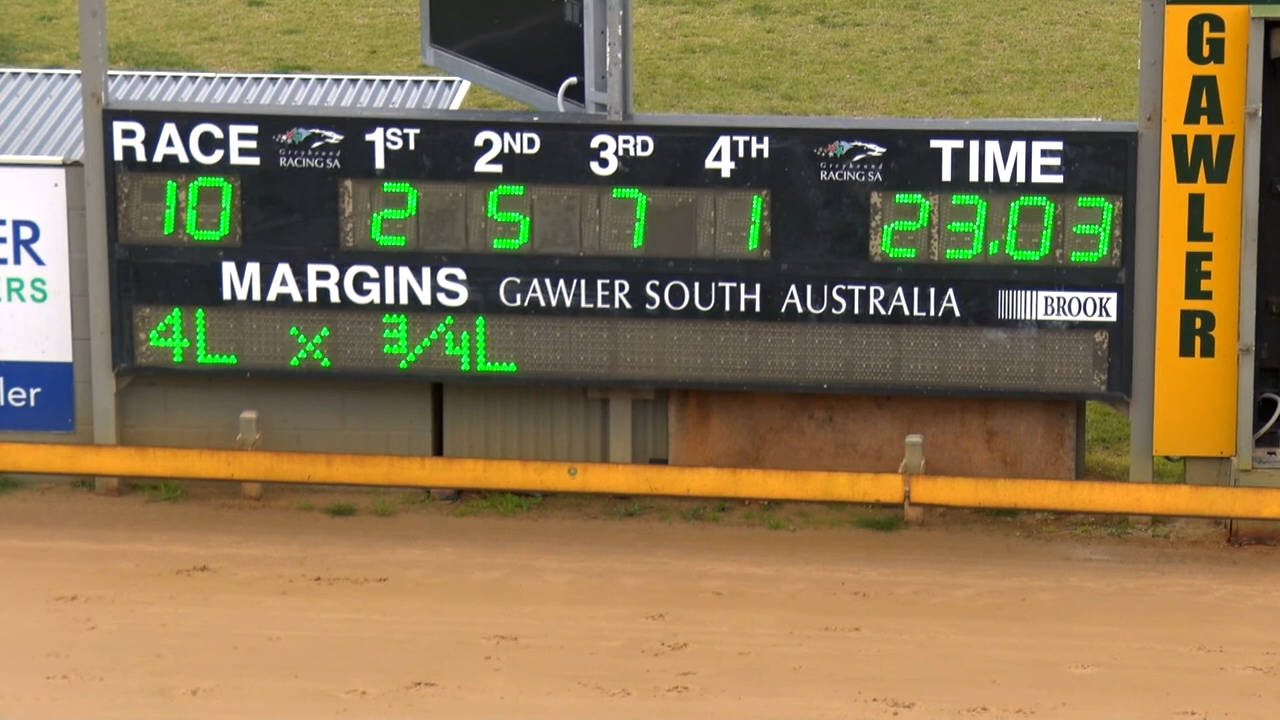 RACE 1ST 2ND 3RD 4TH TIME
Greyhound
RACING SA
Greyhound
RACING SA
10 2 5 7 1 23.03
MARGINS GAWLER SOUTH AUSTRALIA BROOK
4L x 3/4L
GAWLER
ER
ERS
ler